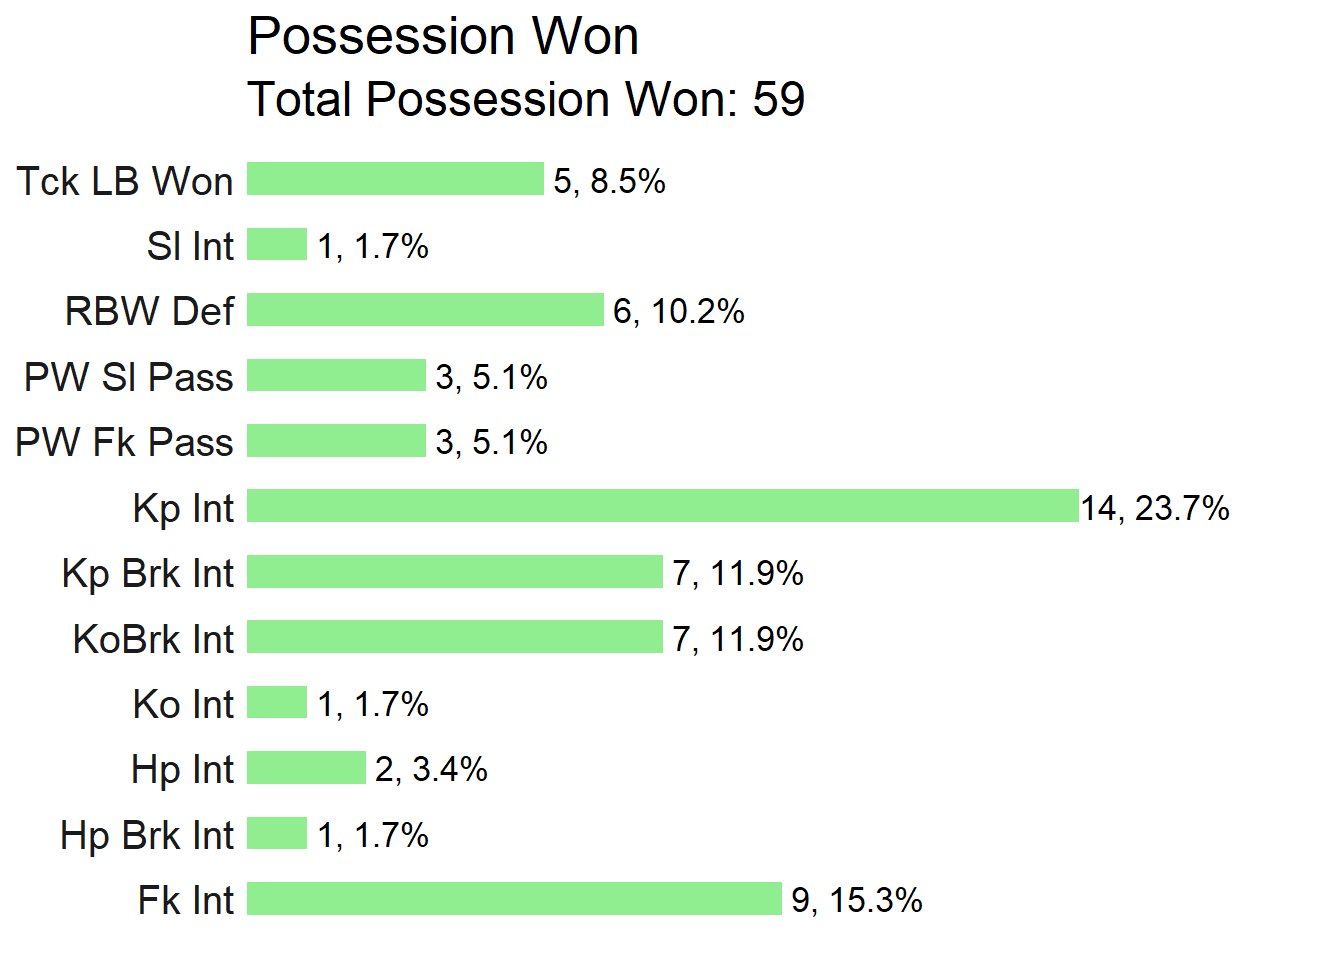 Possession Won
Total Possession Won: 59
Tck LB Won 5, 8.5%
Sl Int 1, 1.7%
RBW Def 6, 10.2%
PW Sl Pass 3, 5.1%
PW Fk Pass 3, 5.1%
Kp Int 14, 23.7%
Kp Brk Int 7, 11.9%
KoBrk Int 7, 11.9%
Ko Int 1, 1.7%
Hp Int 2, 3.4%
Hp Brk Int 1, 1.7%
Fk Int 9, 15.3%